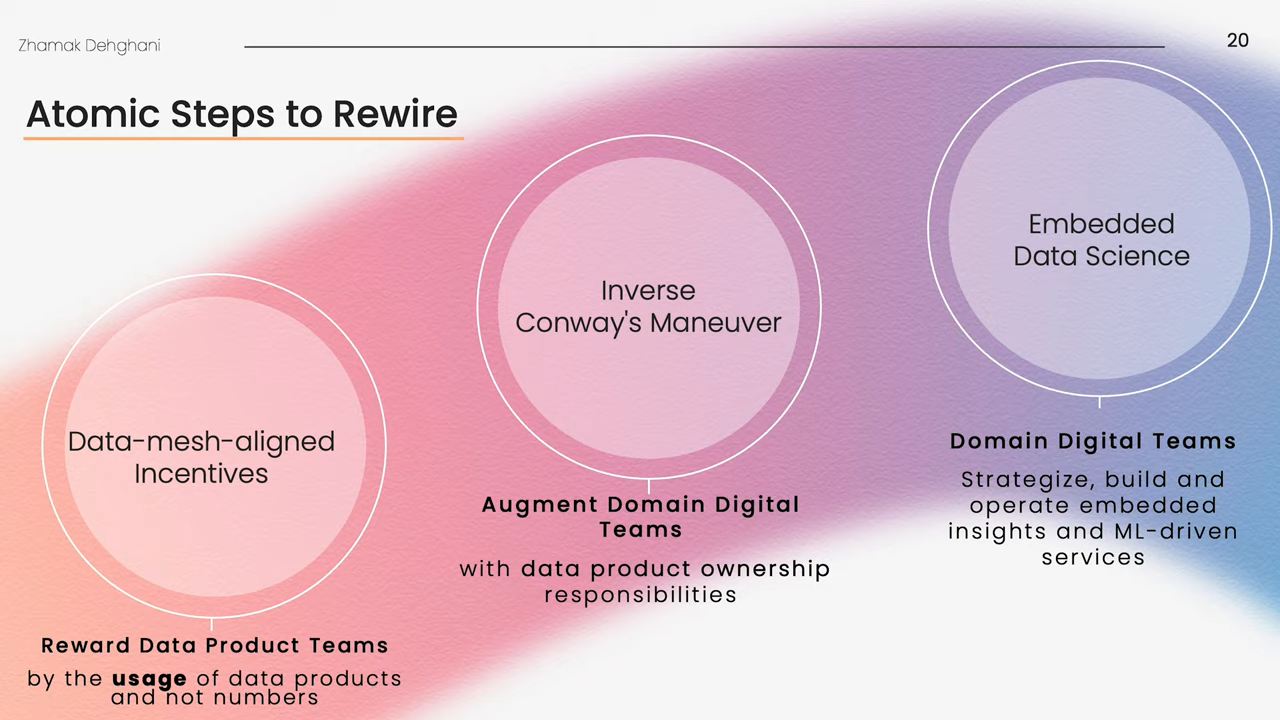 Zhamak Dehghani
20
Atomic Steps to Rewire
Data-mesh-aligned
Incentives
Reward Data Product Teams
by the usage of data products
and not numbers
Inverse
Conway's Maneuver
Augment Domain Digital
Teams
with data product ownership
responsibilities
Embedded
Data Science
Domain Digital Teams
Strategize, build and
operate embedded
insights and ML-driven
services